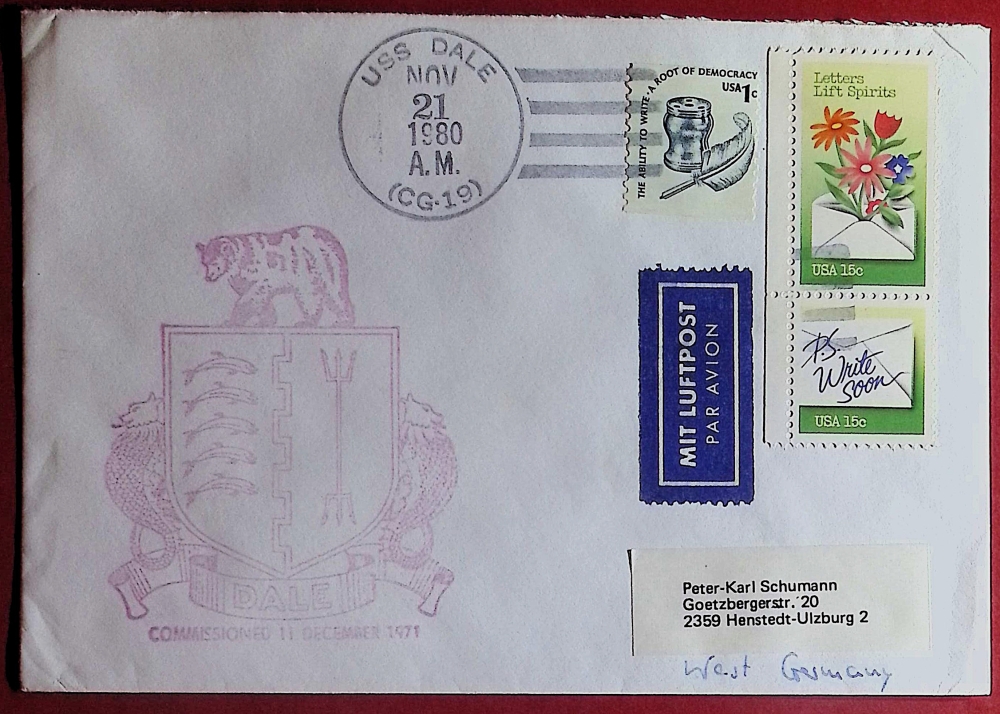 USS DALE
NOV
21
1980
A.M.
(CG-19)
THE ABILITY TO WRITE · A ROOT OF DEMOCRACY
USA 1c
Letters
Lift Spirits
USA 15c
P.S.
Write
Soon
USA 15c
MIT LUFTPOST
PAR AVION
DALE
COMMISSIONED 11 DECEMBER 1971
Peter-Karl Schumann
Goetzbergerstr. 20
2359 Henstedt-Ulzburg 2
West Germany